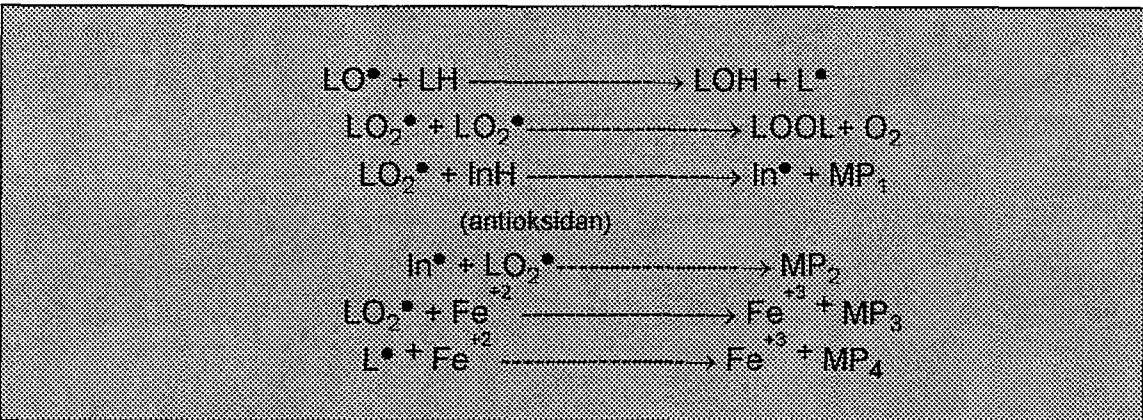 LO● + LH ⟶ LOH + L●
LO₂● + LO₂● ⟶ LOOL + O₂
LO₂● + InH ⟶ In● + MP₁
(antioksidan)
In● + LO₂● ⟶ MP₂
LO₂● + Fe⁺² ⟶ Fe⁺³ + MP₃
L● + Fe⁺² ⟶ Fe⁺³ + MP₄